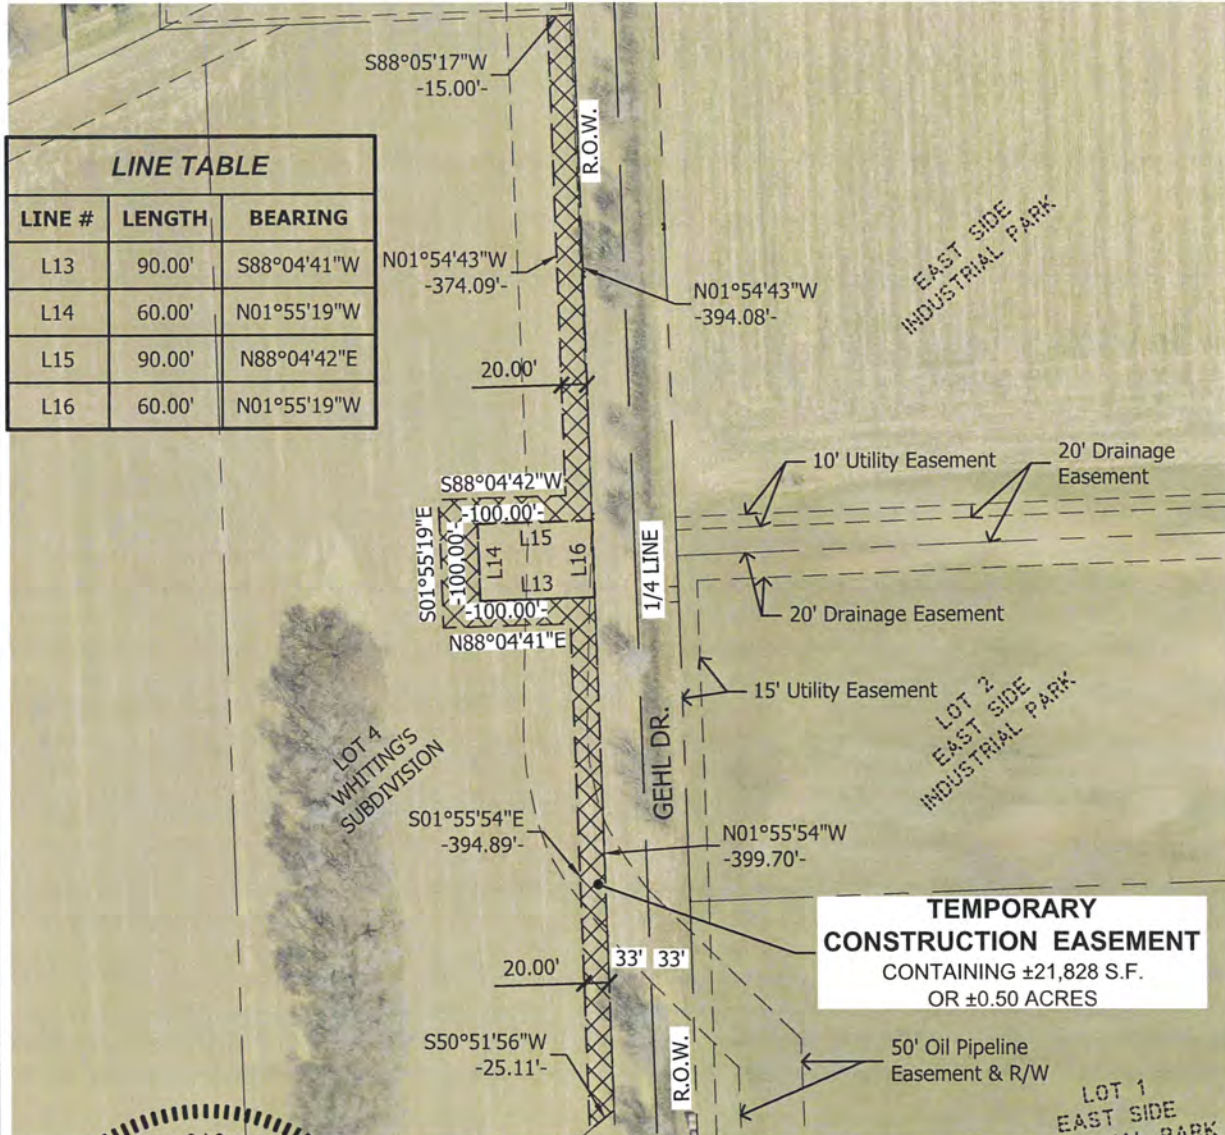 S88°05'17"W
-15.00'-
R.O.W.
LINE TABLE
LINE # LENGTH BEARING
L13 90.00' S88°04'41"W
L14 60.00' N01°55'19"W
L15 90.00' N88°04'42"E
L16 60.00' N01°55'19"W
N01°54'43"W
-374.09'-
N01°54'43"W
-394.08'-
EAST SIDE
INDUSTRIAL PARK
20.00'
10' Utility Easement
20' Drainage
Easement
S88°04'42"W
-100.00'-
S01°55'19"E
-100.00'-
L15
L14
L16
L13
-100.00'-
N88°04'41"E
1/4 LINE
20' Drainage Easement
15' Utility Easement
GEHL DR.
LOT 2
EAST SIDE
INDUSTRIAL PARK
LOT 4
WHITING'S
SUBDIVISION
S01°55'54"E
-394.89'-
N01°55'54"W
-399.70'-
TEMPORARY
CONSTRUCTION EASEMENT
CONTAINING ±21,828 S.F.
OR ±0.50 ACRES
33' 33'
20.00'
S50°51'56"W
-25.11'-
R.O.W.
50' Oil Pipeline
Easement & R/W
LOT 1
EAST SIDE
PARK